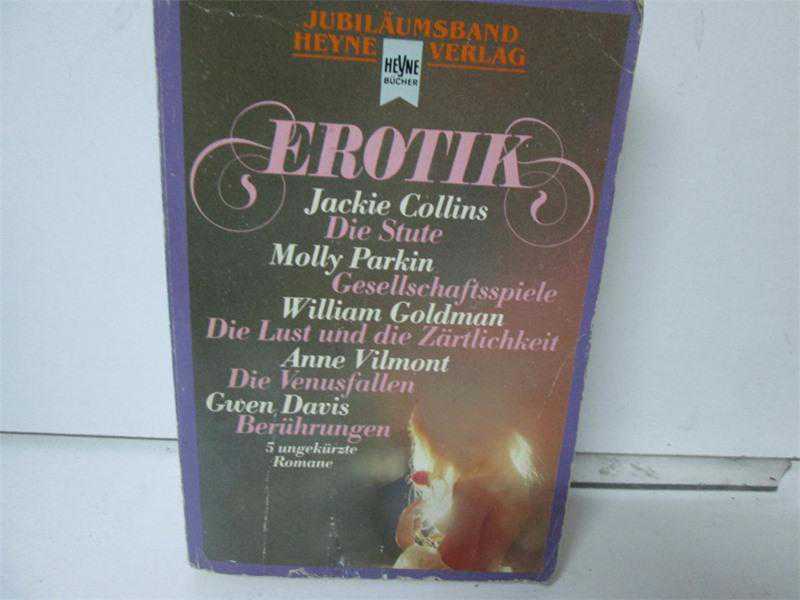 JUBILÄUMSBAND
HEYNE VERLAG
HEYNE
BÜCHER
EROTIK
Jackie Collins
Die Stute
Molly Parkin
Gesellschaftsspiele
William Goldman
Die Lust und die Zärtlichkeit
Anne Vilmont
Die Venusfallen
Gwen Davis
Berührungen
5 ungekürzte
Romane